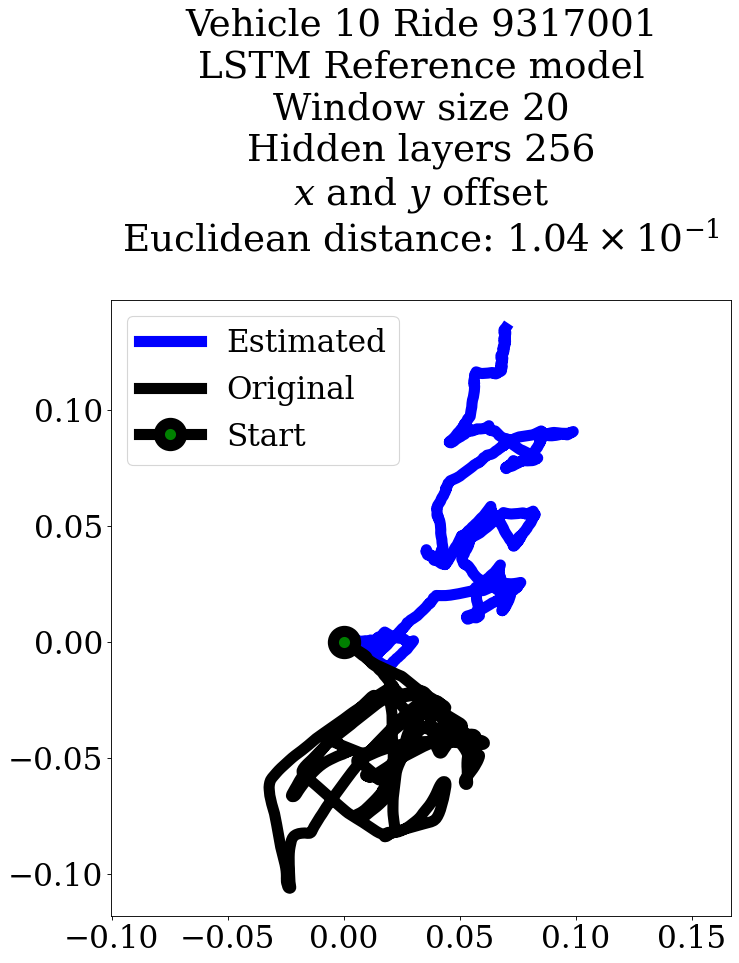 Vehicle 10 Ride 9317001
LSTM Reference model
Window size 20
Hidden layers 256
x and y offset
Euclidean distance: 1.04 × 10⁻¹
Estimated
Original
Start
0.10
0.05
0.00
−0.05
−0.10
−0.10 −0.05 0.00 0.05 0.10 0.15